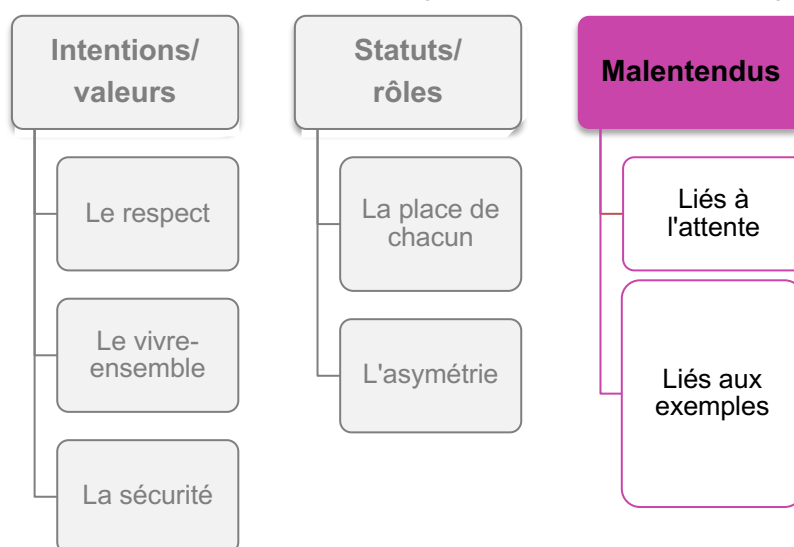 Intentions/
valeurs
Le respect
Le vivre-
ensemble
La sécurité
Statuts/
rôles
La place de
chacun
L'asymétrie
Malentendus
Liés à
l'attente
Liés aux
exemples